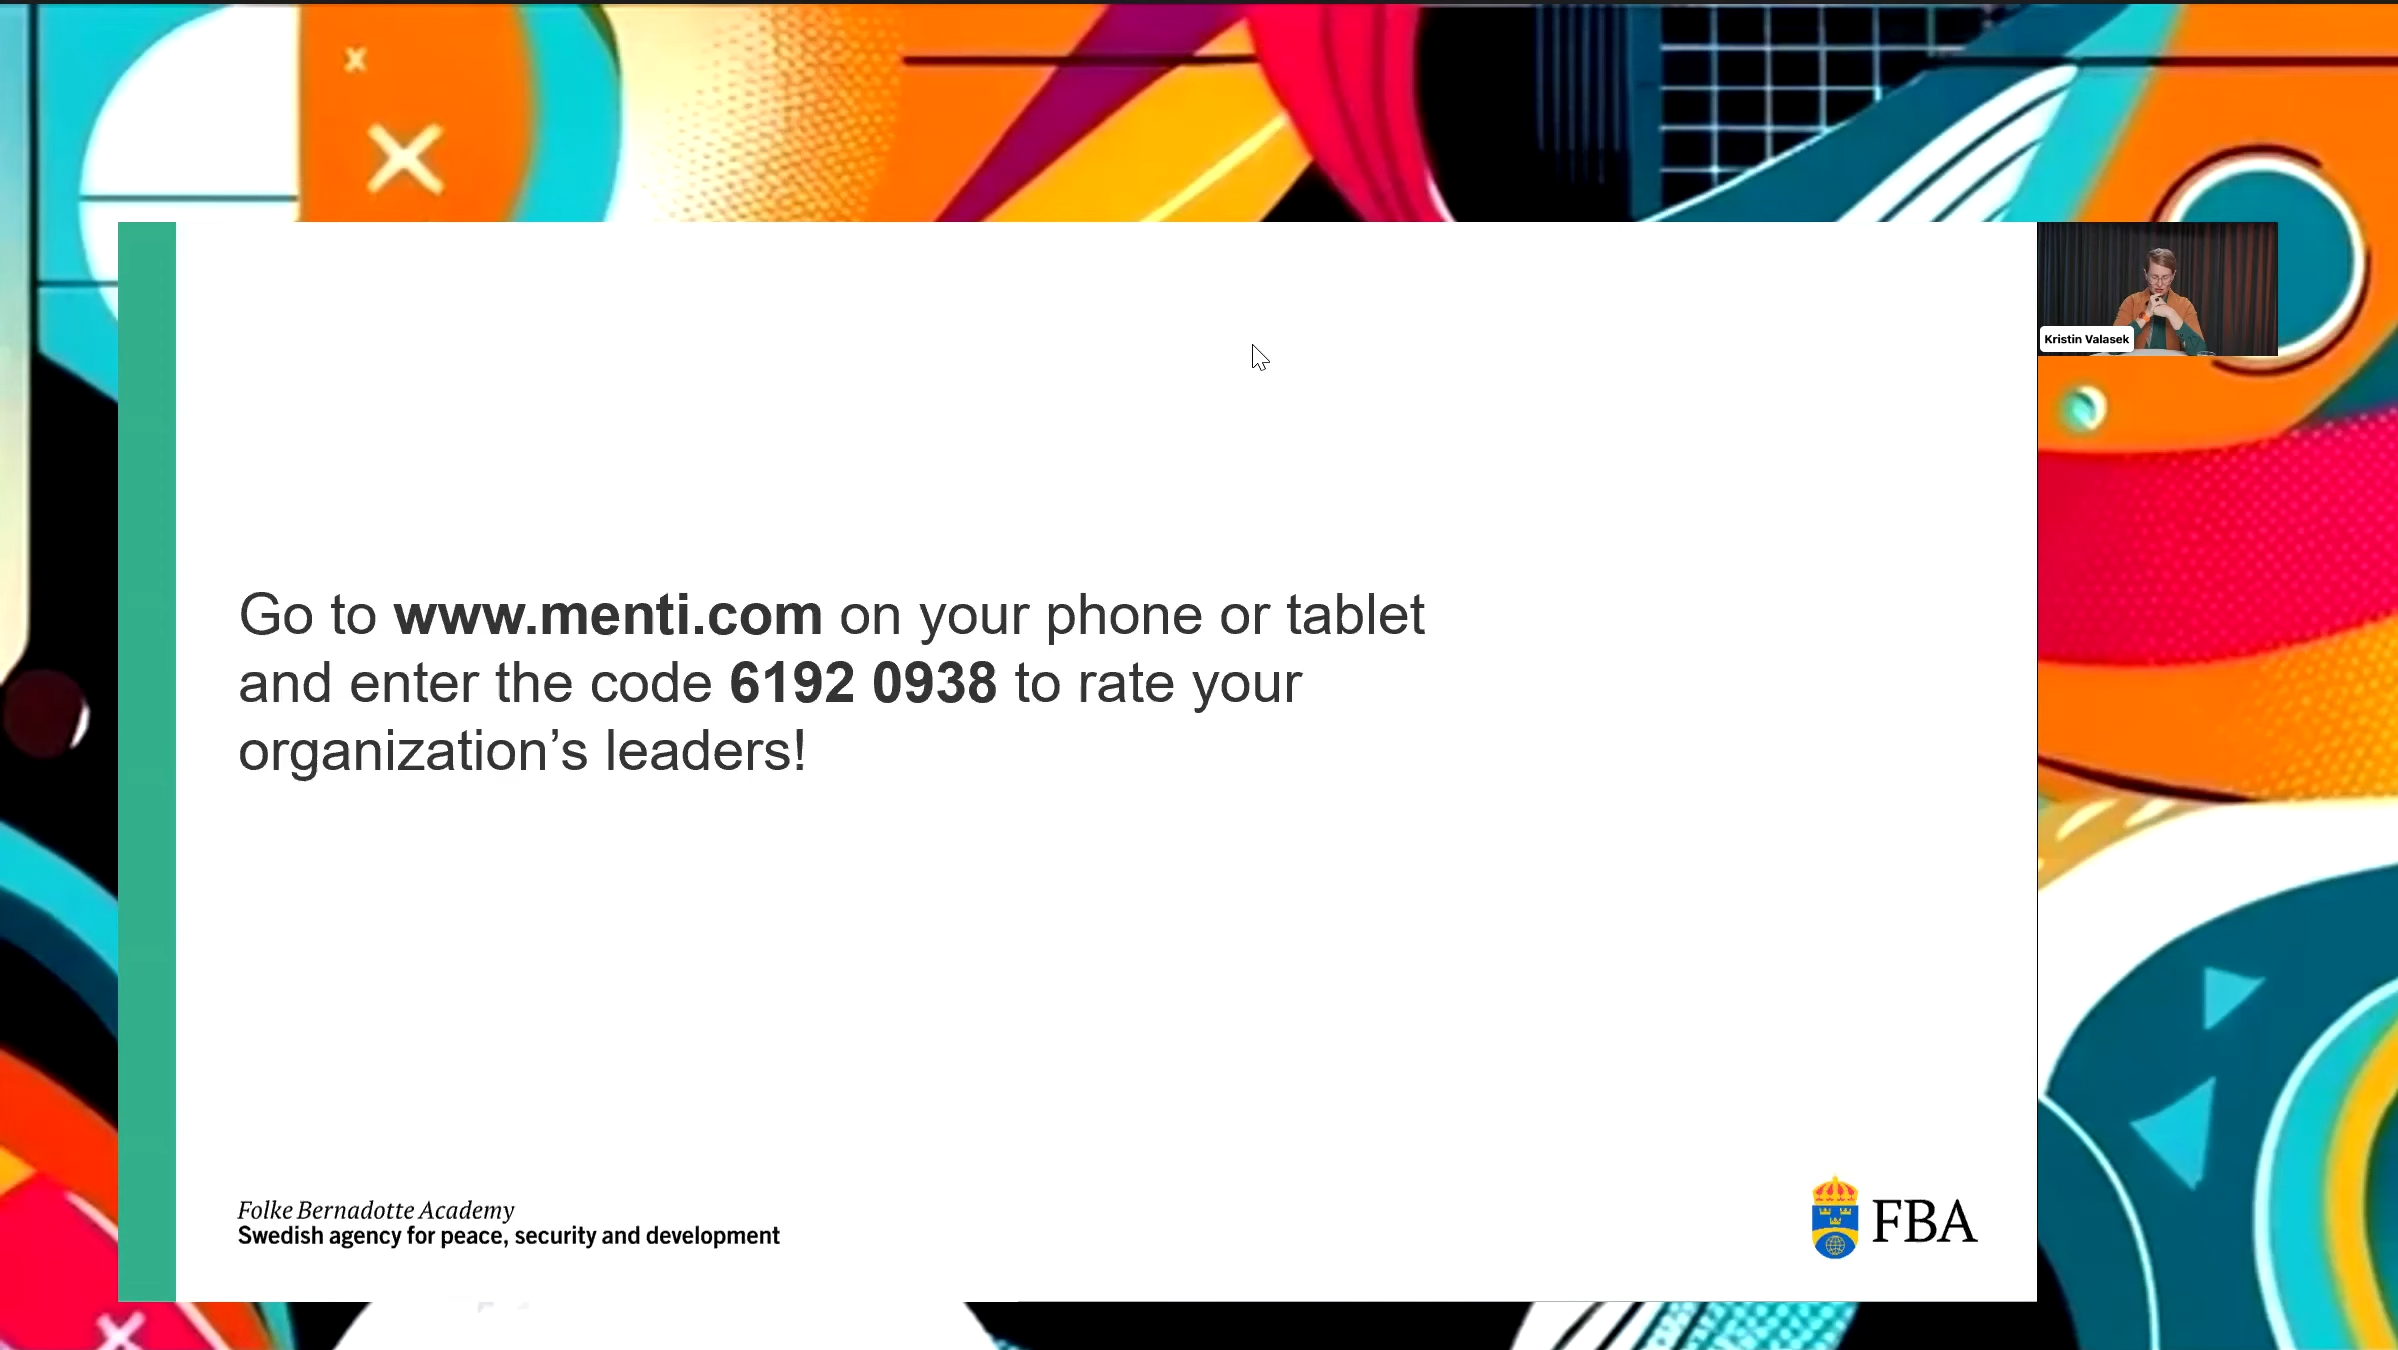 Go to www.menti.com on your phone or tablet
and enter the code 6192 0938 to rate your
organization’s leaders!
Kristin Valasek
Folke Bernadotte Academy
Swedish agency for peace, security and development
FBA